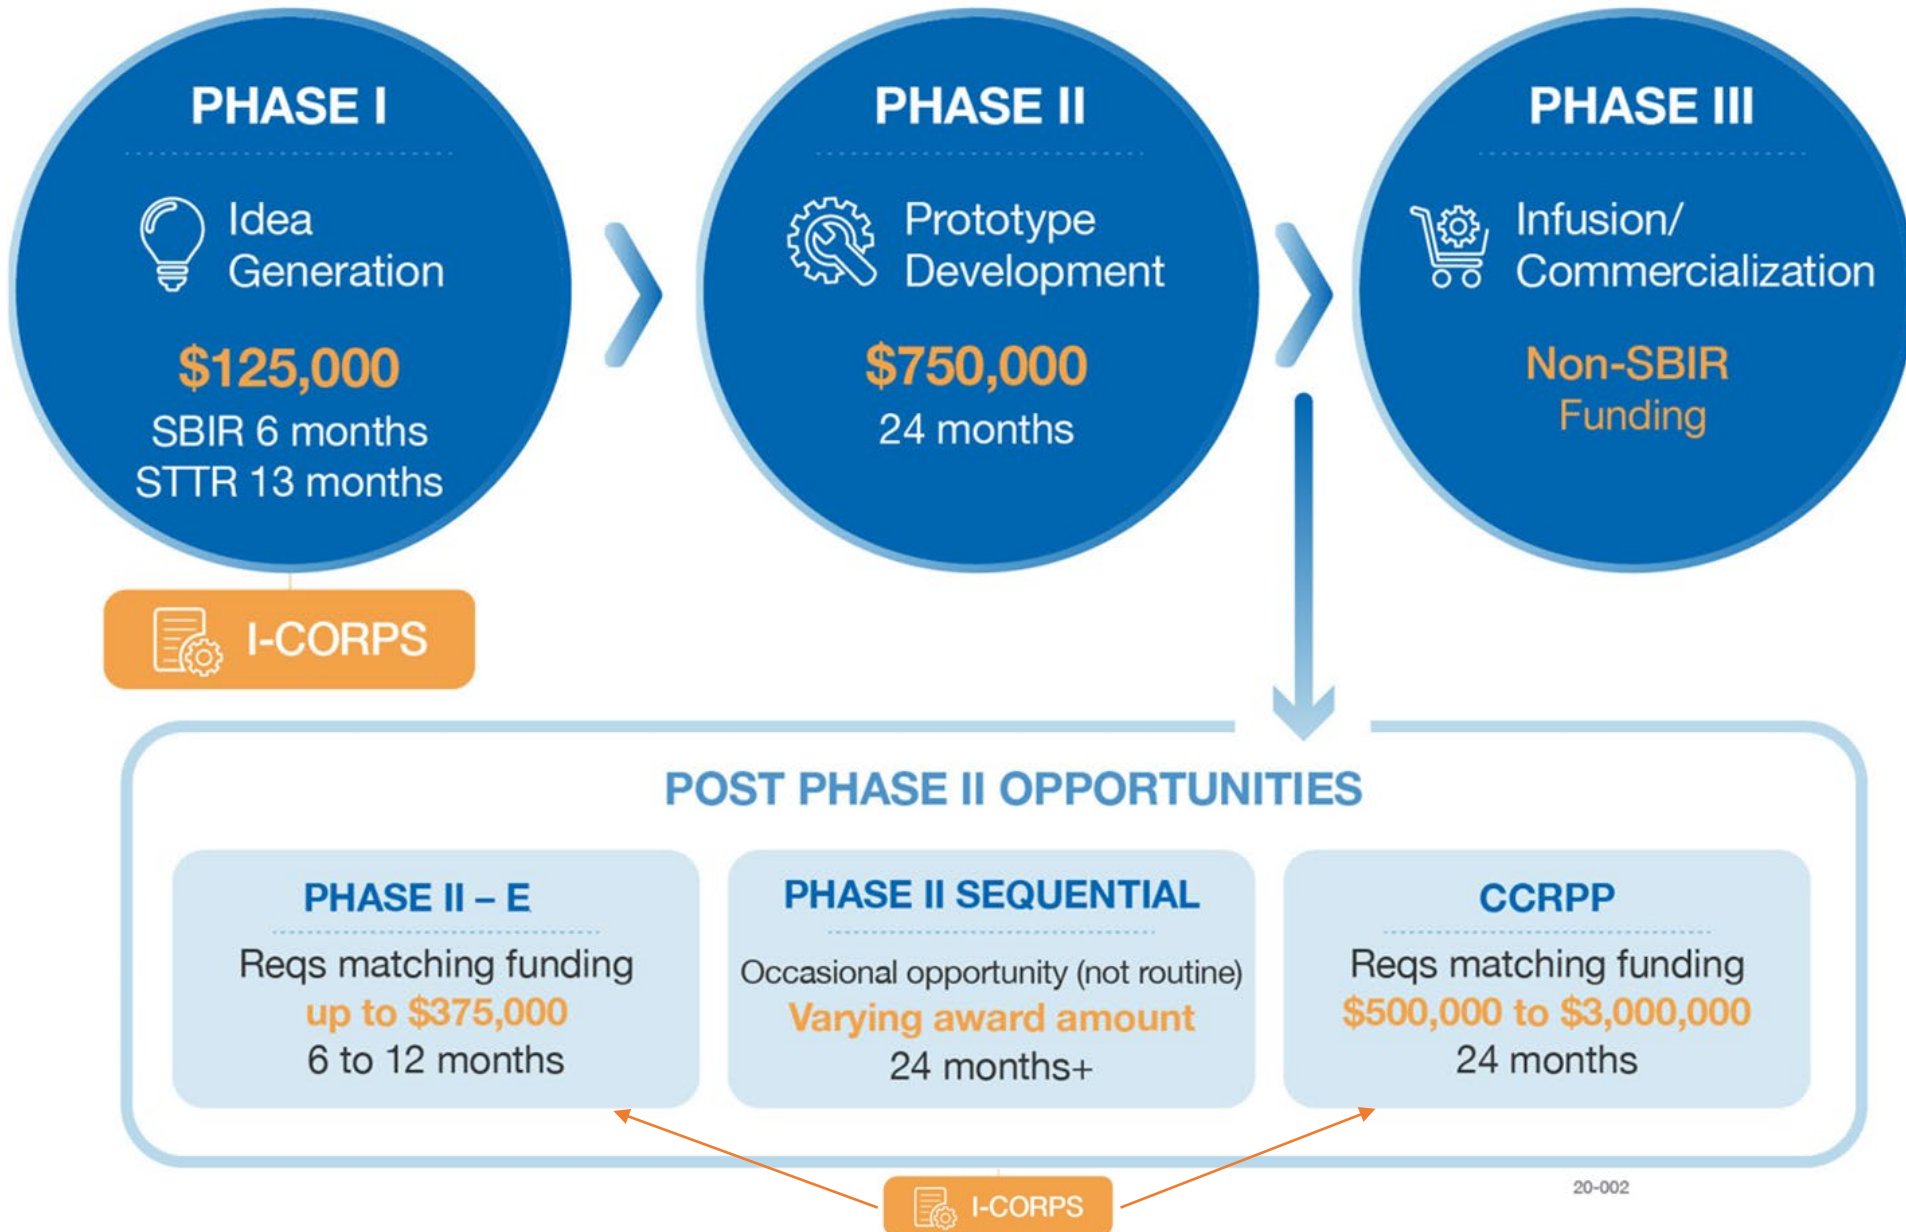 PHASE I
Idea
Generation
$125,000
SBIR 6 months
STTR 13 months
I-CORPS
PHASE II
Prototype
Development
$750,000
24 months
PHASE III
Infusion/
Commercialization
Non-SBIR
Funding
POST PHASE II OPPORTUNITIES
PHASE II – E
Reqs matching funding
up to $375,000
6 to 12 months
PHASE II SEQUENTIAL
Occasional opportunity (not routine)
Varying award amount
24 months+
CCRPP
Reqs matching funding
$500,000 to $3,000,000
24 months
I-CORPS
20-002